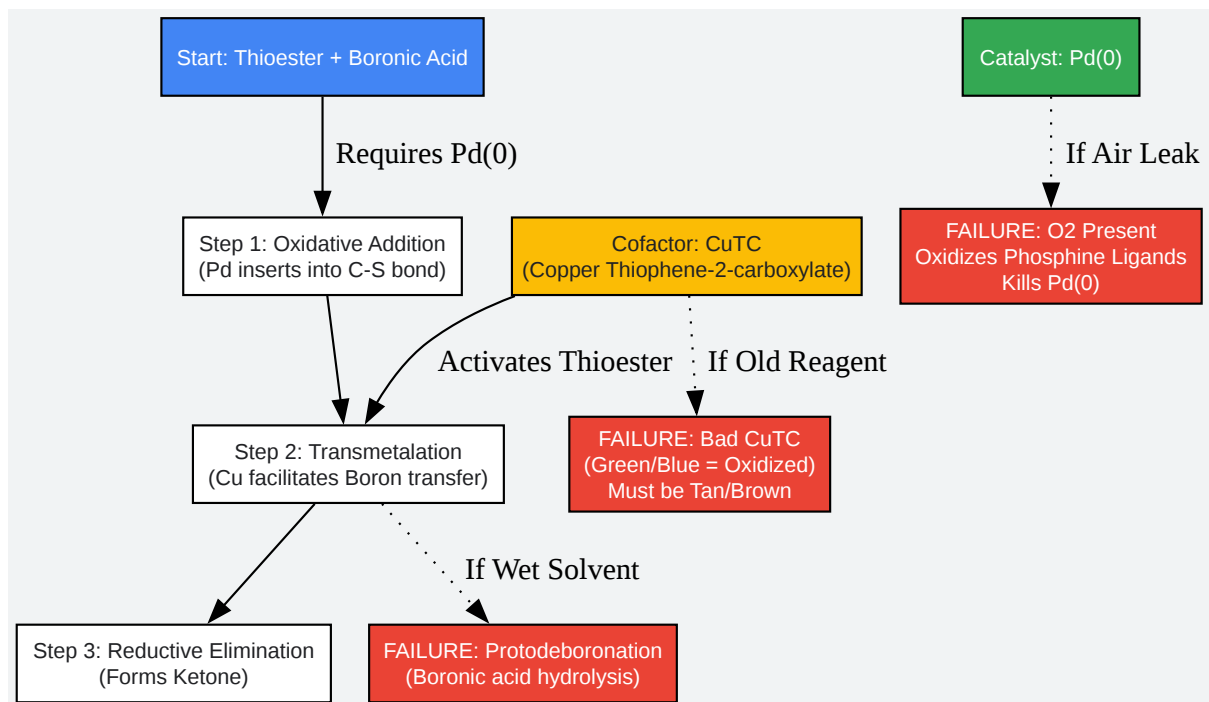 Start: Thioester + Boronic Acid
Catalyst: Pd(0)
Requires Pd(0)
If Air Leak
Step 1: Oxidative Addition
(Pd inserts into C-S bond)
Cofactor: CuTC
(Copper Thiophene-2-carboxylate)
FAILURE: O2 Present
Oxidizes Phosphine Ligands
Kills Pd(0)
Activates Thioester
If Old Reagent
Step 2: Transmetalation
(Cu facilitates Boron transfer)
FAILURE: Bad CuTC
(Green/Blue = Oxidized)
Must be Tan/Brown
If Wet Solvent
Step 3: Reductive Elimination
(Forms Ketone)
FAILURE: Protodeboronation
(Boronic acid hydrolysis)